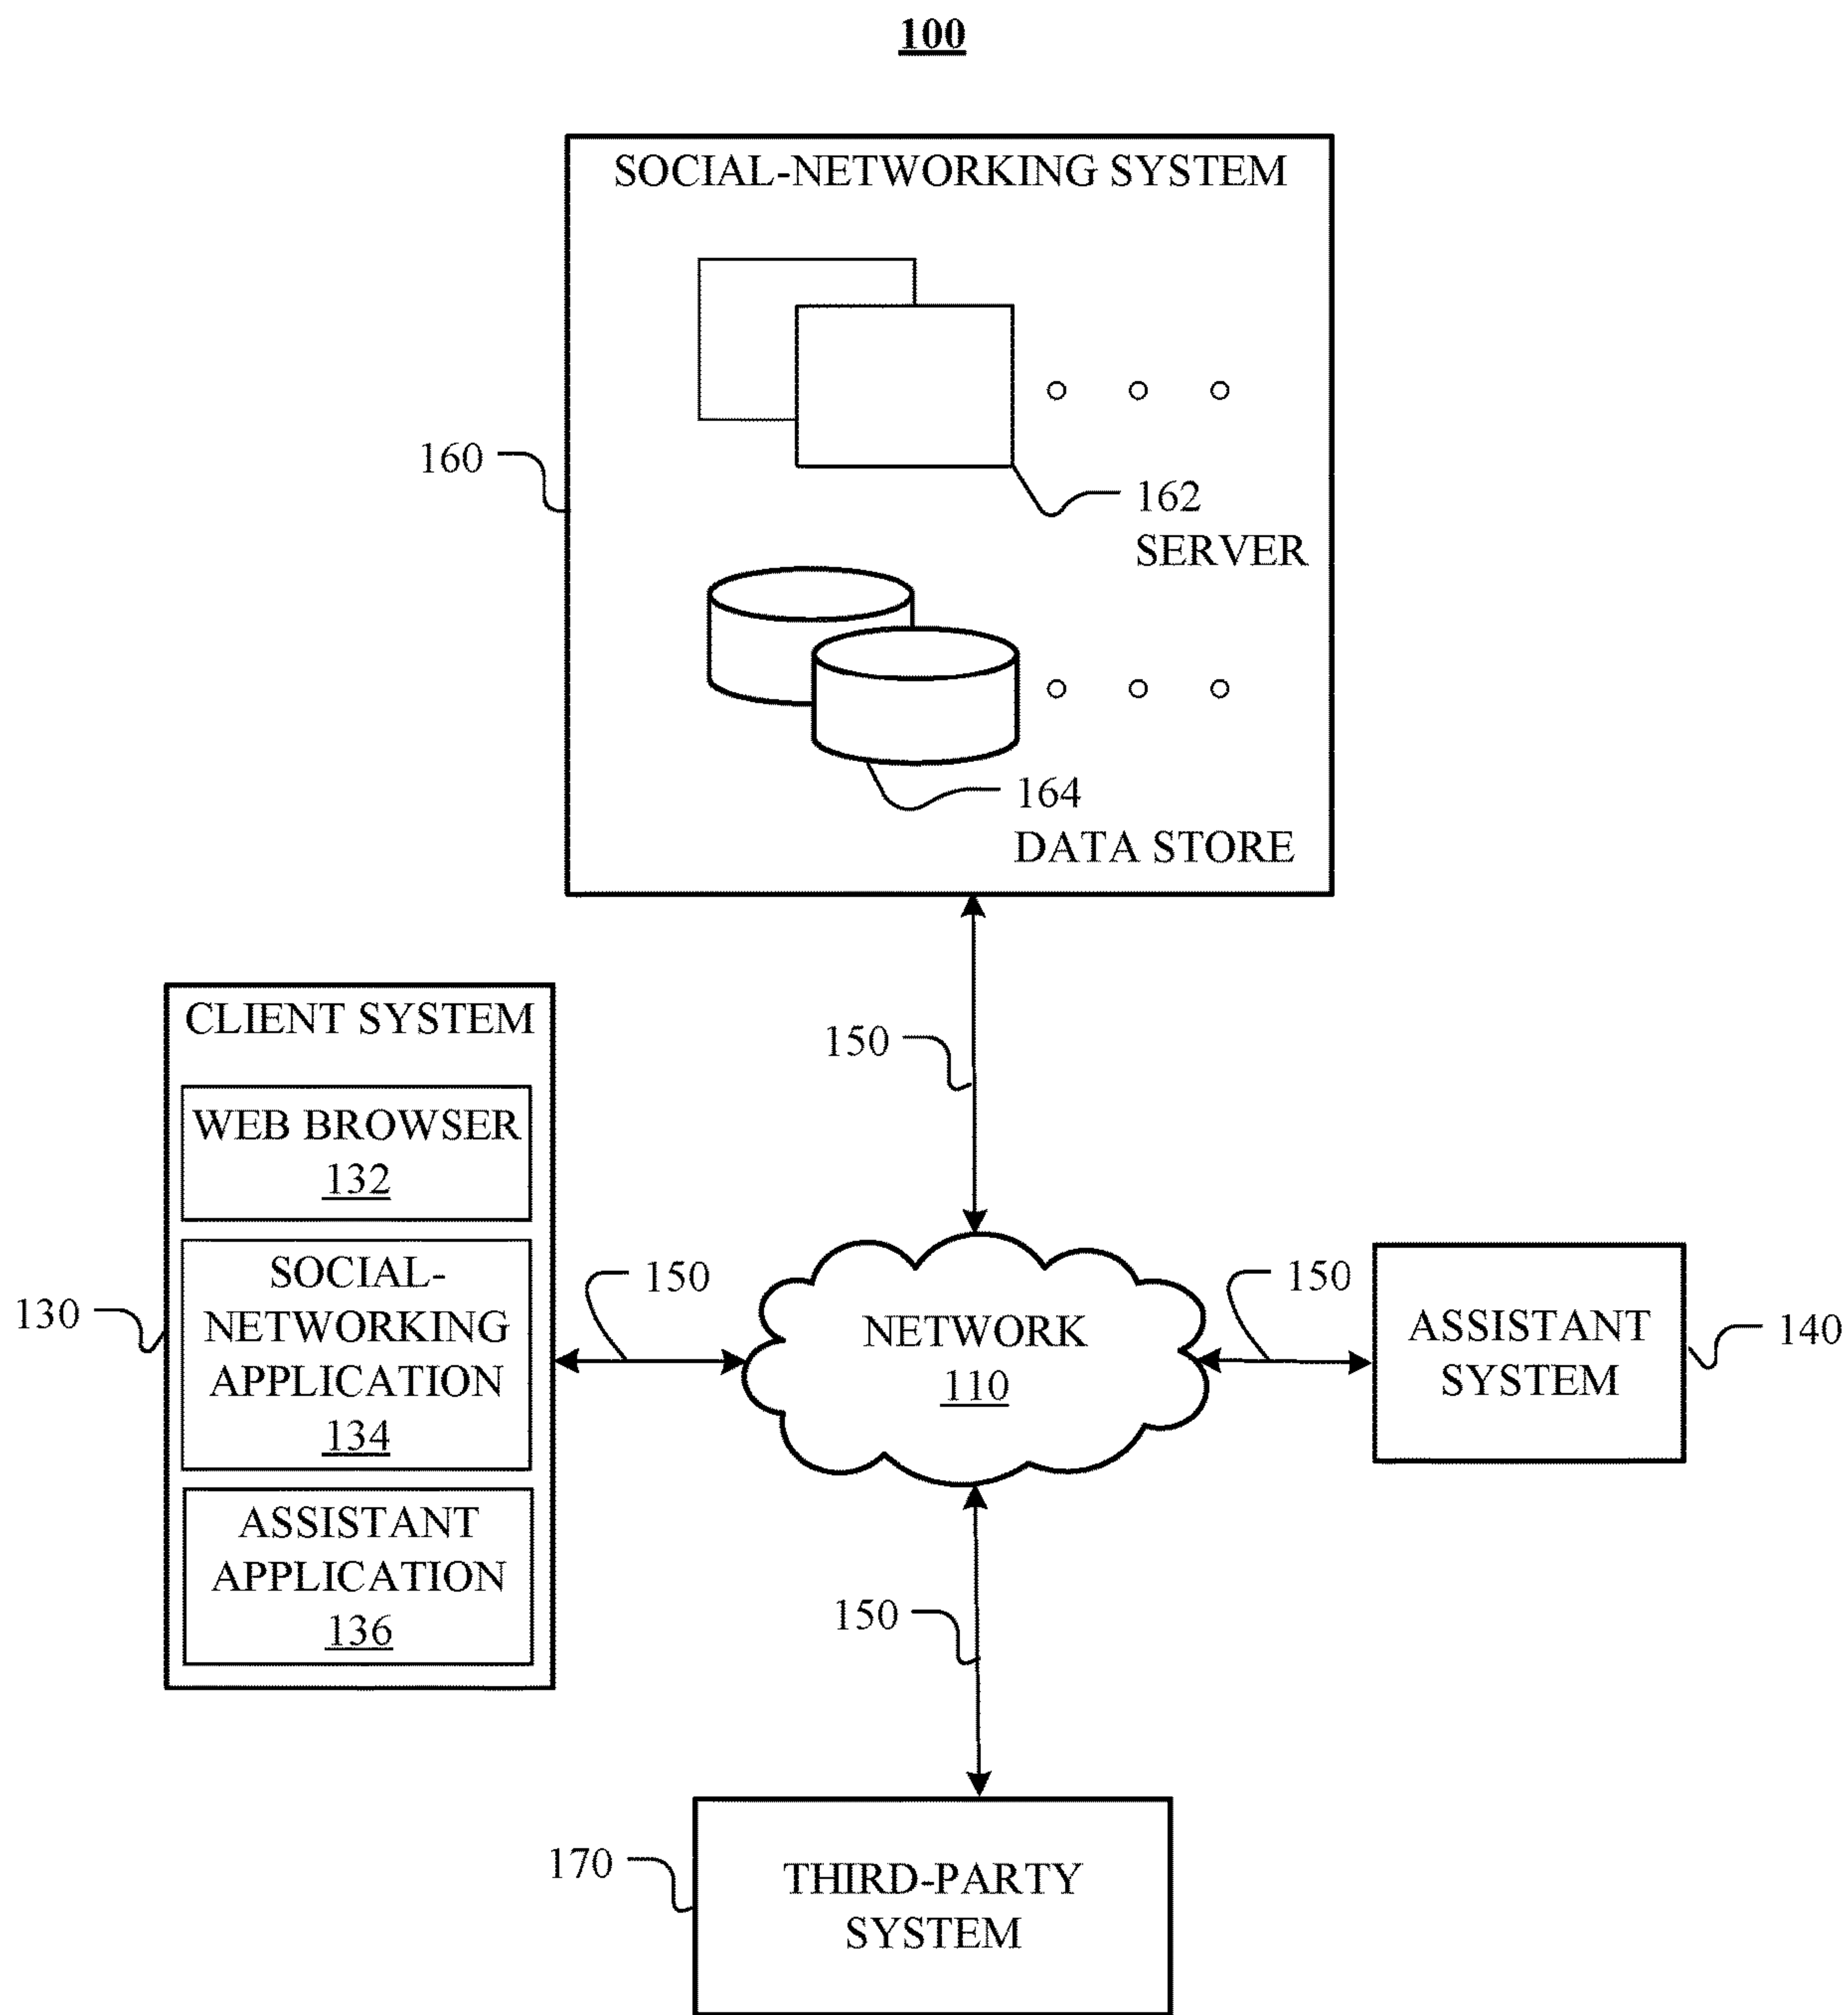 100
SOCIAL-NETWORKING SYSTEM
160
162
SERVER
164
DATA STORE
CLIENT SYSTEM
150
WEB BROWSER
132
SOCIAL-
NETWORKING
APPLICATION
134
130
150
NETWORK
110
150
ASSISTANT
SYSTEM
140
ASSISTANT
APPLICATION
136
150
170
THIRD-PARTY
SYSTEM